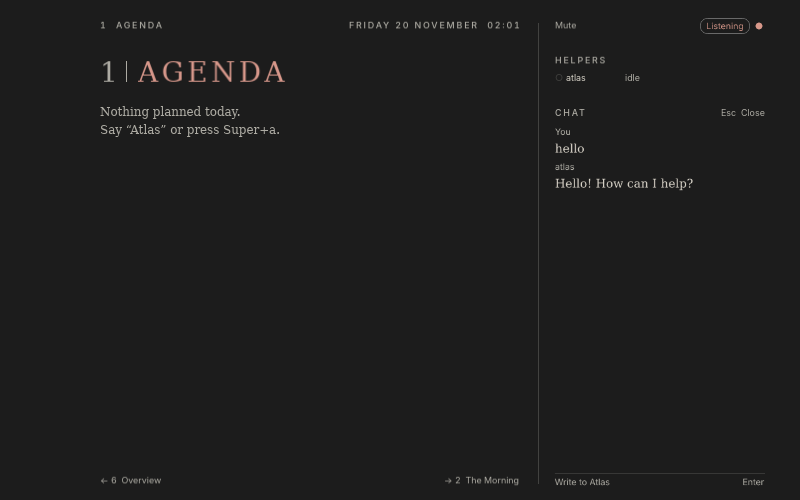 1 AGENDA
FRIDAY 20 NOVEMBER 02:01
1 | AGENDA
Nothing planned today.
Say “Atlas” or press Super+a.
← 6 Overview
→ 2 The Morning
Mute
Listening
HELPERS
atlas idle
CHAT
Esc Close
You
hello
atlas
Hello! How can I help?
Write to Atlas
Enter